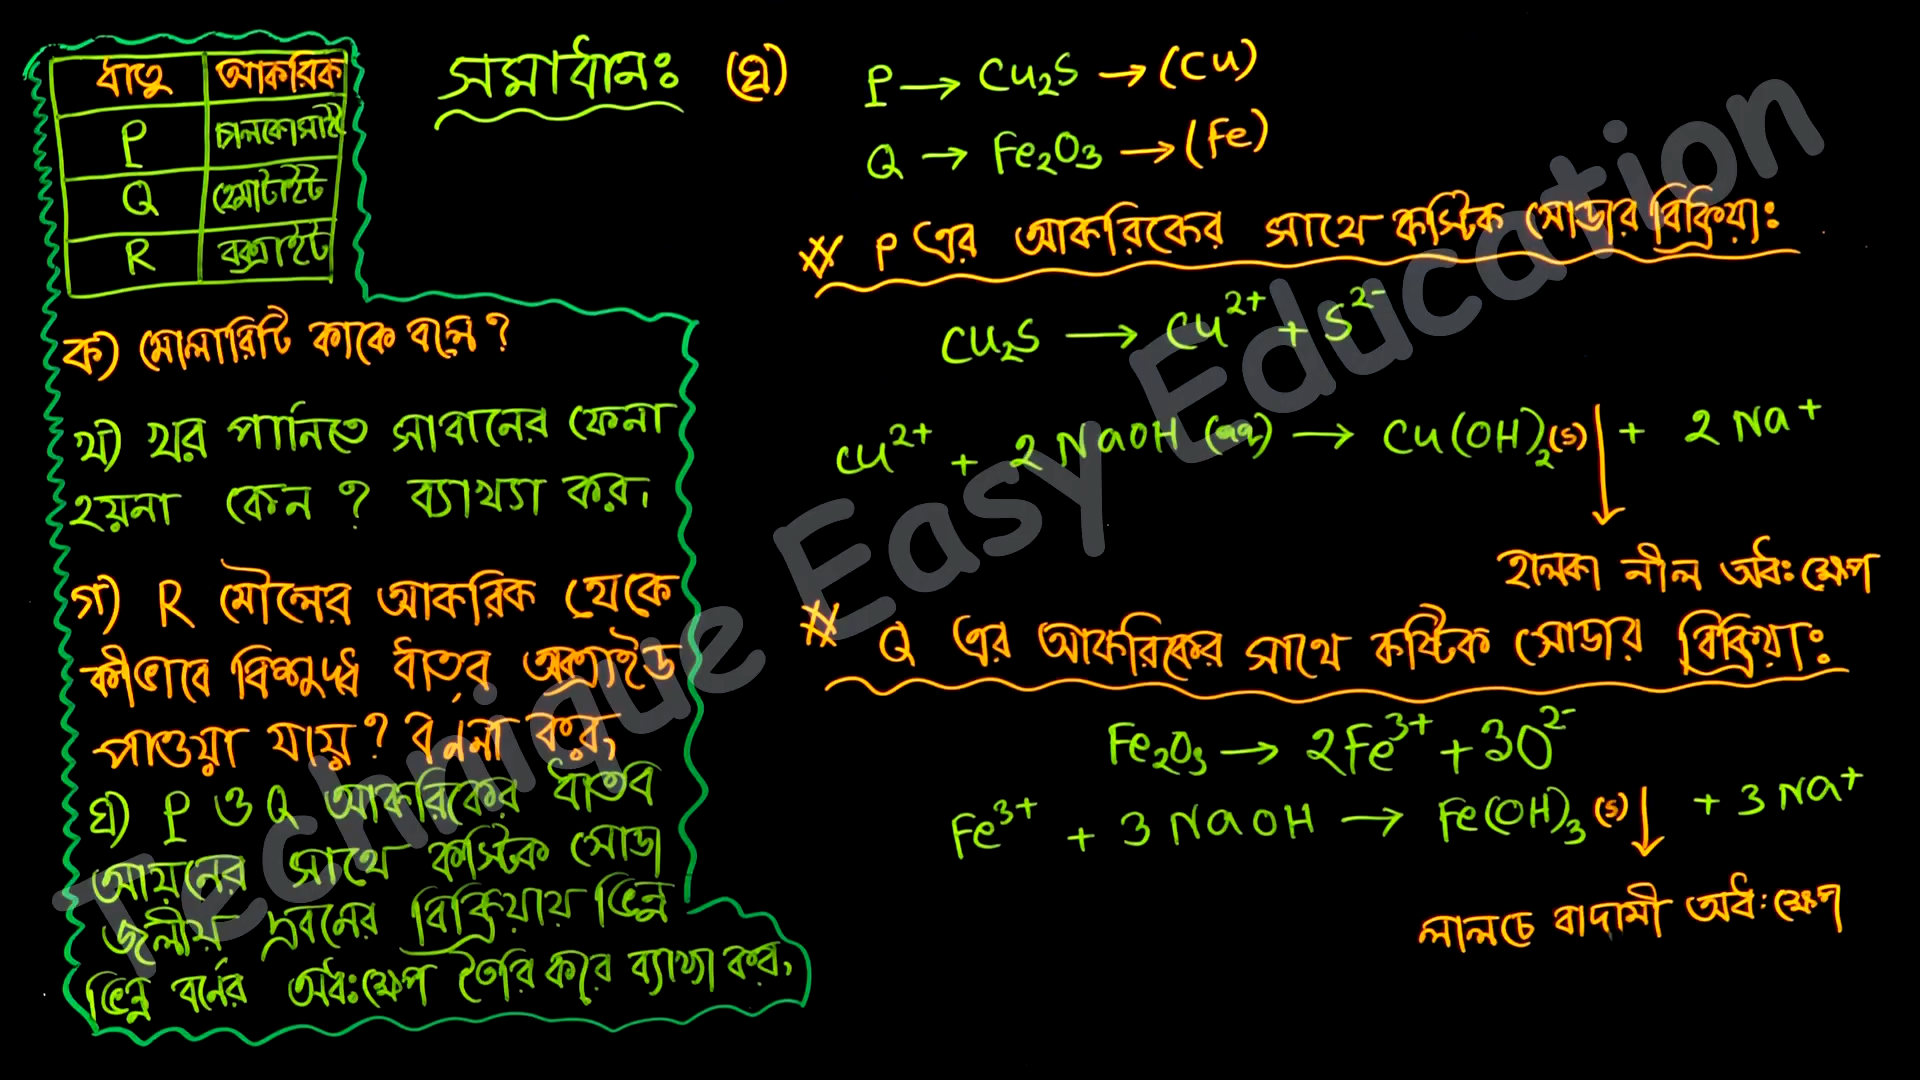 ধাতু আকরিক
P চালকোসাইট
Q হেমাটাইট
R বক্সাইট
ক) মোলারিটি কাকে বলে?
খ) খর পানিতে সাবানের ফেনা
হয়না কেন ? ব্যাখ্যা কর।
গ) R মৌলের আকরিক থেকে
কীভাবে বিশুদ্ধ ধাতব অক্সাইড
পাওয়া যায়? বর্ননা কর,
ঘ) P ও Q আকরিকের ধাতব
আয়নের সাথে কস্টিক সোডা
জলীয় দ্রবনের বিক্রিয়ায় ভিন্ন
ভিন্ন বর্নের অধঃক্ষেপ তৈরি করে ব্যাখ্যা কর,
সমাধানঃ (ঘ)
P → Cu₂S → (Cu)
Q → Fe₂O₃ → (Fe)
# P এর আকরিকের সাথে কস্টিক সোডার বিক্রিয়াঃ
Cu₂S → Cu²⁺ + S²⁻
Cu²⁺ + 2NaOH (aq) → Cu(OH)₂(s)↓ + 2Na⁺
হালকা নীল অধঃক্ষেপ
# Q এর আকরিকের সাথে কষ্টিক সোডার বিক্রিয়াঃ
Fe₂O₃ → 2Fe³⁺ + 3O²⁻
Fe³⁺ + 3NaOH → Fe(OH)₃(s)↓ + 3Na⁺
লালচে বাদামী অধঃক্ষেপ
Technique Easy Education